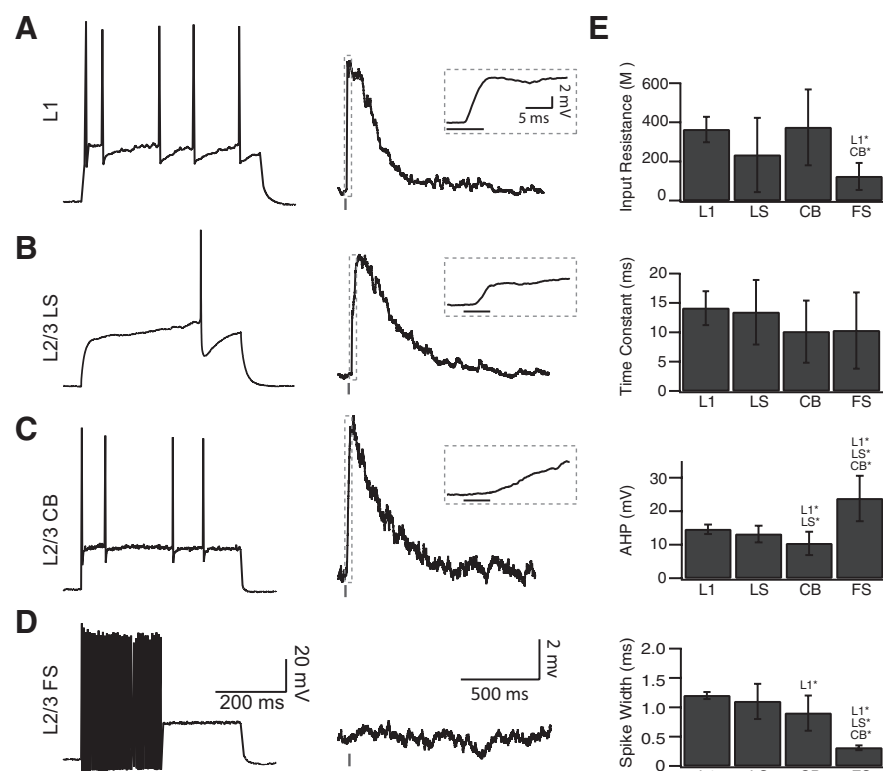 A
L1
2 mV
5 ms
B
L2/3 LS
C
L2/3 CB
D
L2/3 FS
20 mV
200 ms
2 mv
500 ms
E
Input Resistance (M )
600
400
200
0
L1*
CB*
L1 LS CB FS
Time Constant (ms)
20
15
10
5
0
L1 LS CB FS
AHP (mV)
30
20
10
0
L1*
LS*
L1*
LS*
CB*
L1 LS CB FS
Spike Width (ms)
2.0
1.5
1.0
0.5
0
L1*
L1*
LS*
CB*